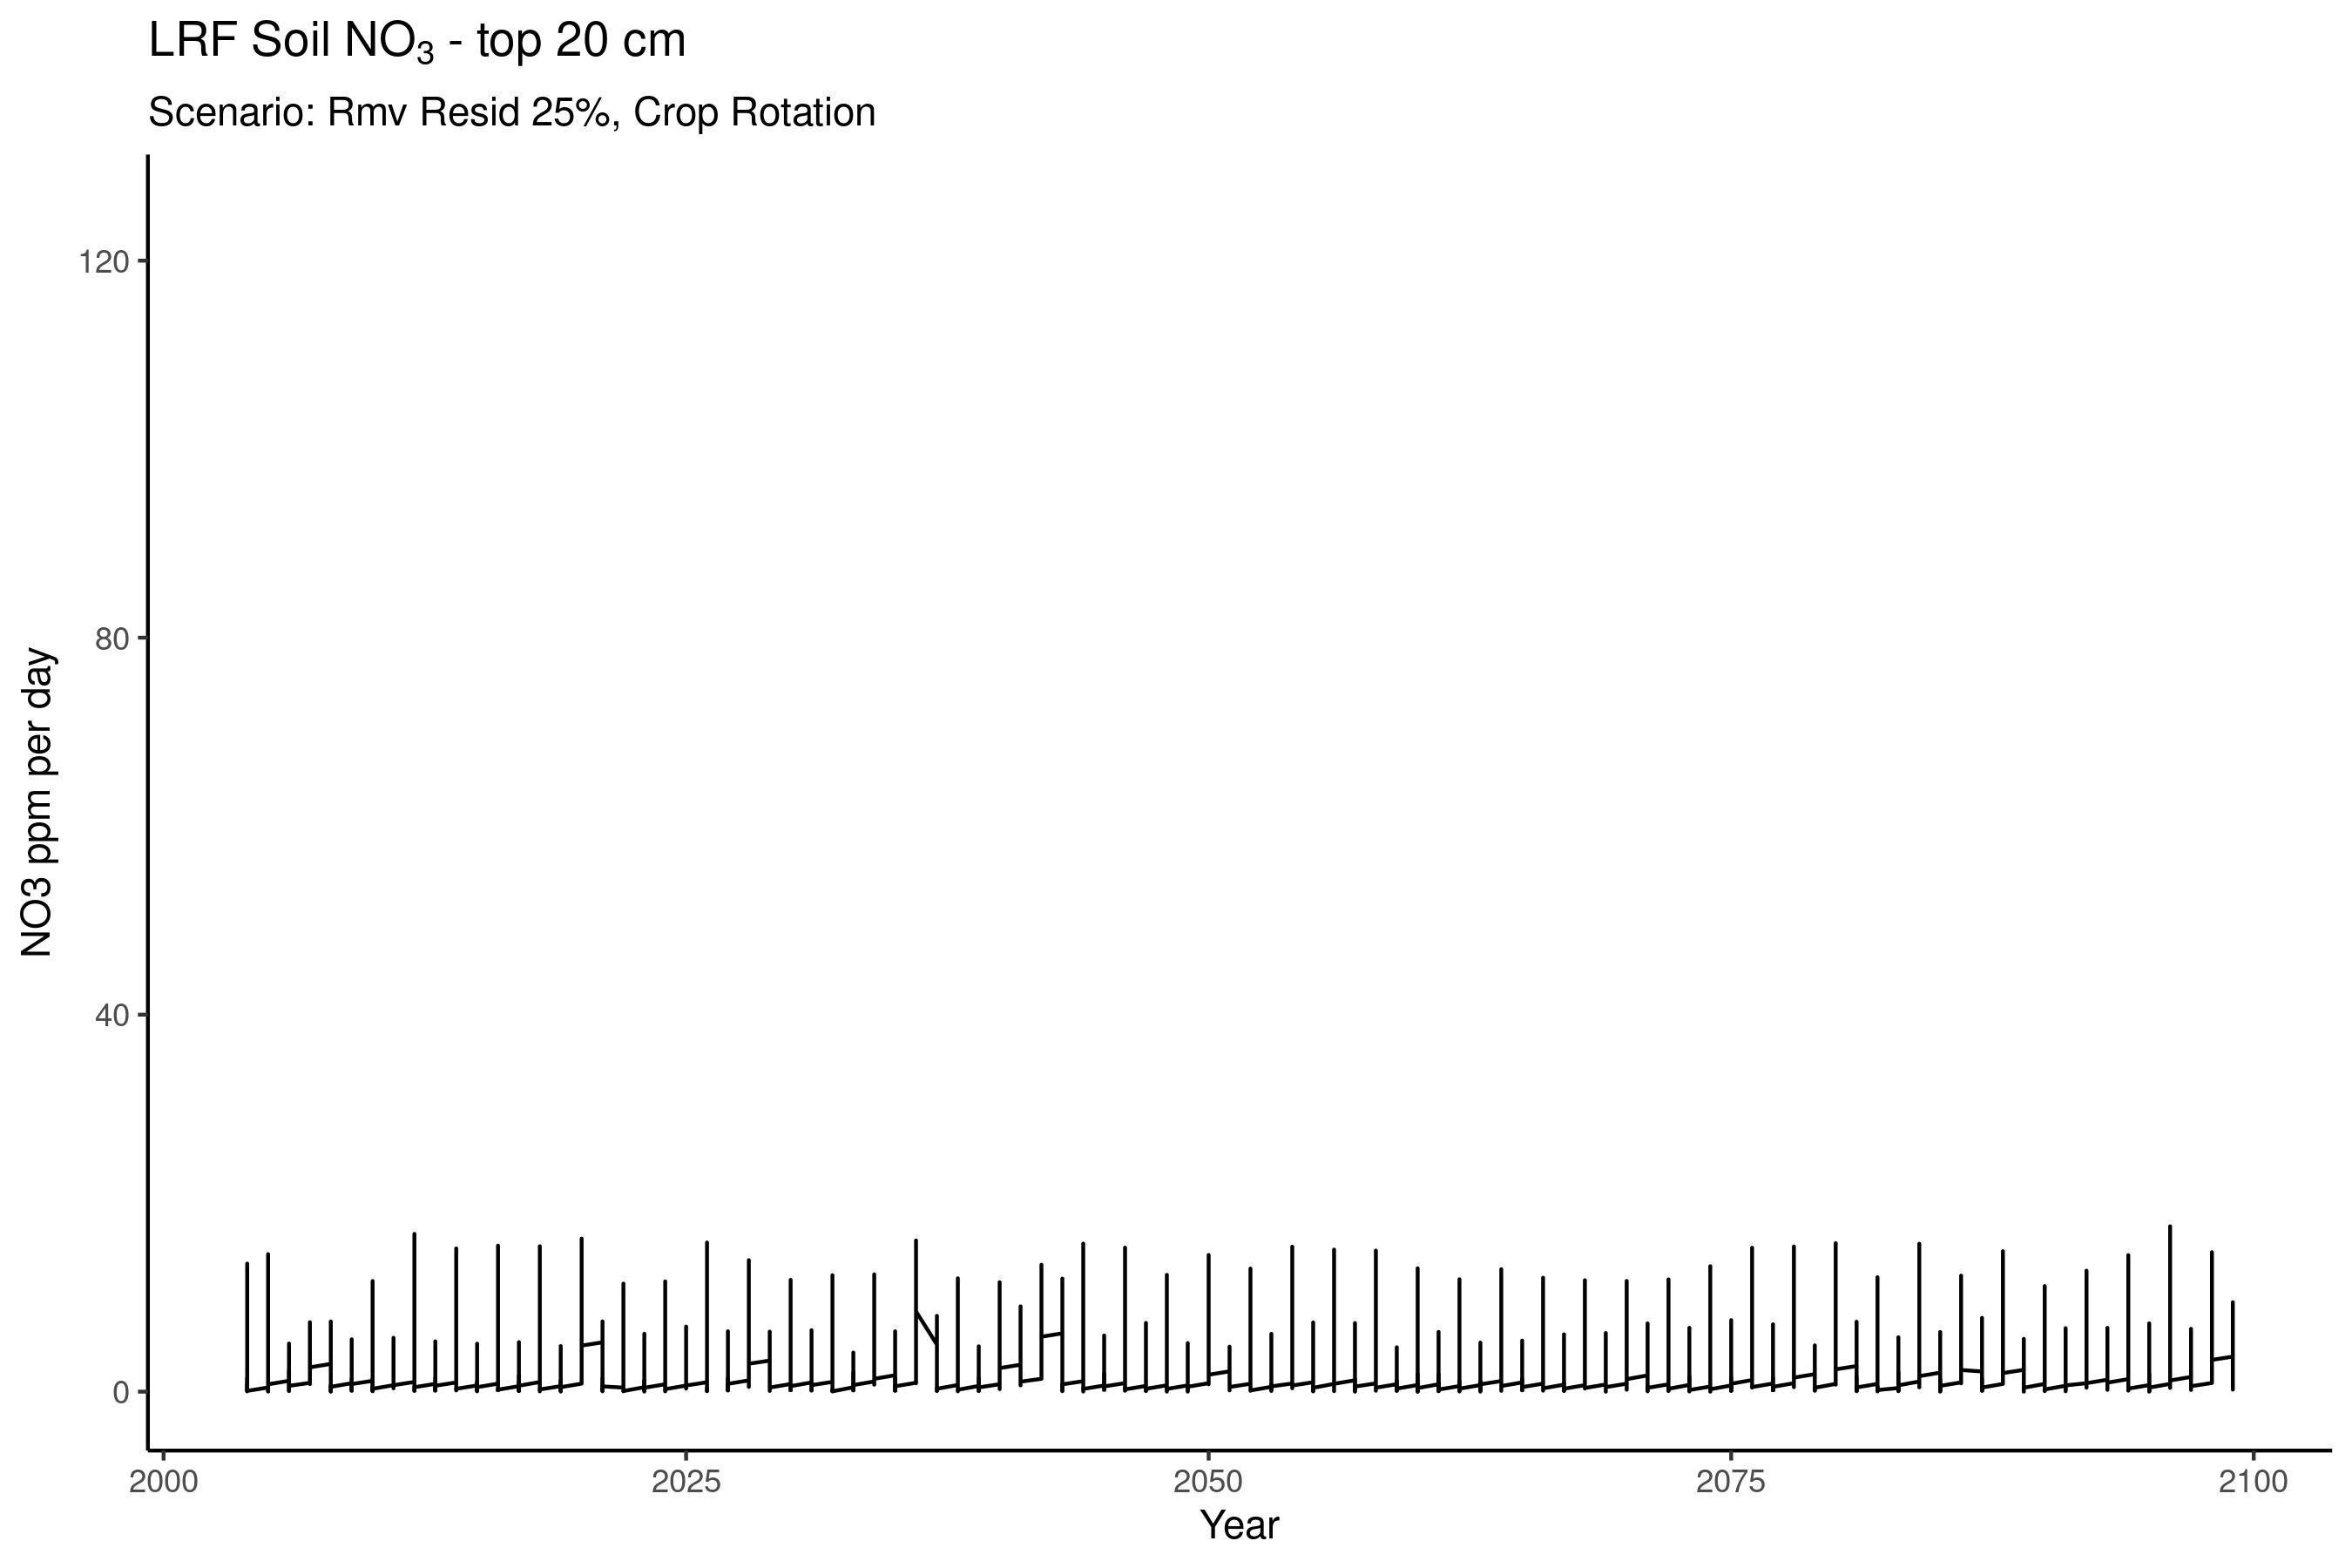 LRF Soil NO₃ - top 20 cm
Scenario: Rmv Resid 25%, Crop Rotation
NO3 ppm per day
120
80
40
0
2000 2025 2050 2075 2100
Year